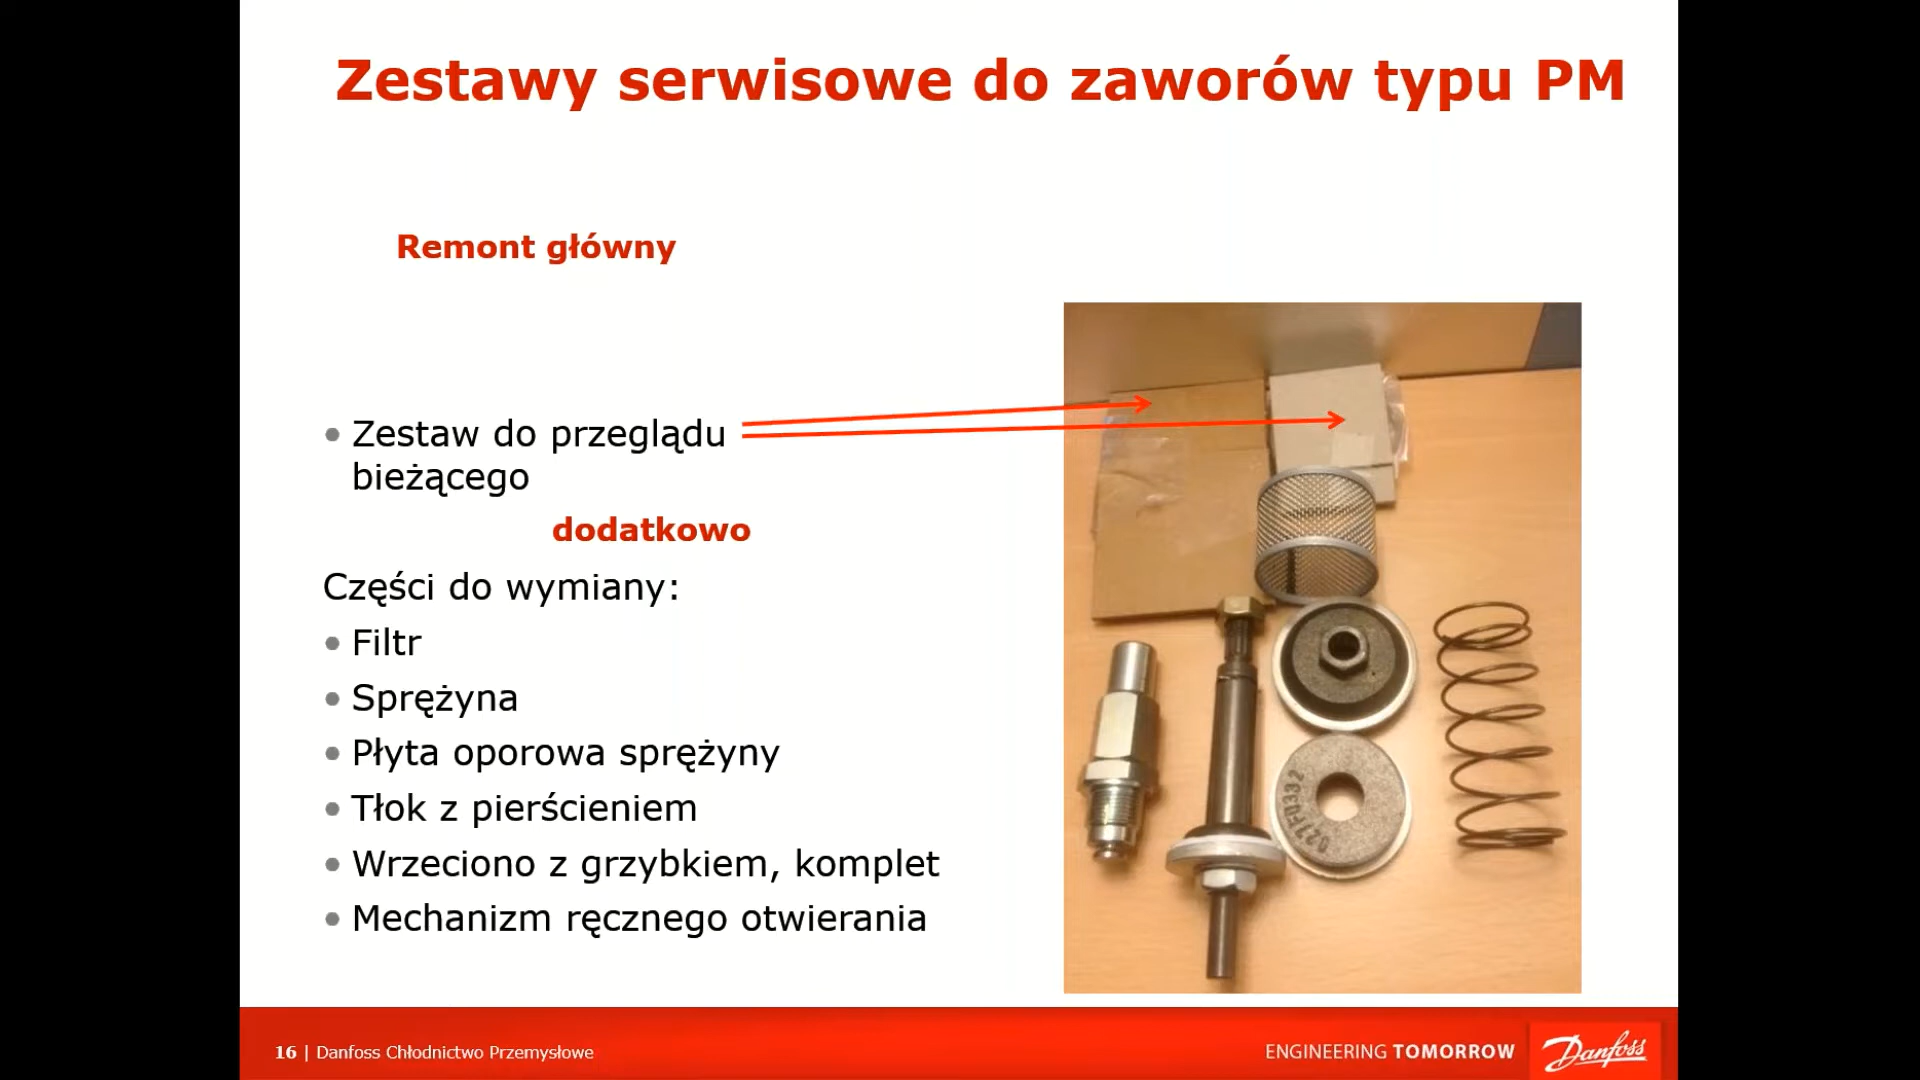 Zestawy serwisowe do zaworów typu PM
Remont główny
Zestaw do przeglądu
bieżącego
dodatkowo
Części do wymiany:
Filtr
Sprężyna
Płyta oporowa sprężyny
Tłok z pierścieniem
Wrzeciono z grzybkiem, komplet
Mechanizm ręcznego otwierania
027F0332
16 | Danfoss Chłodnictwo Przemysłowe
ENGINEERING TOMORROW
Danfoss